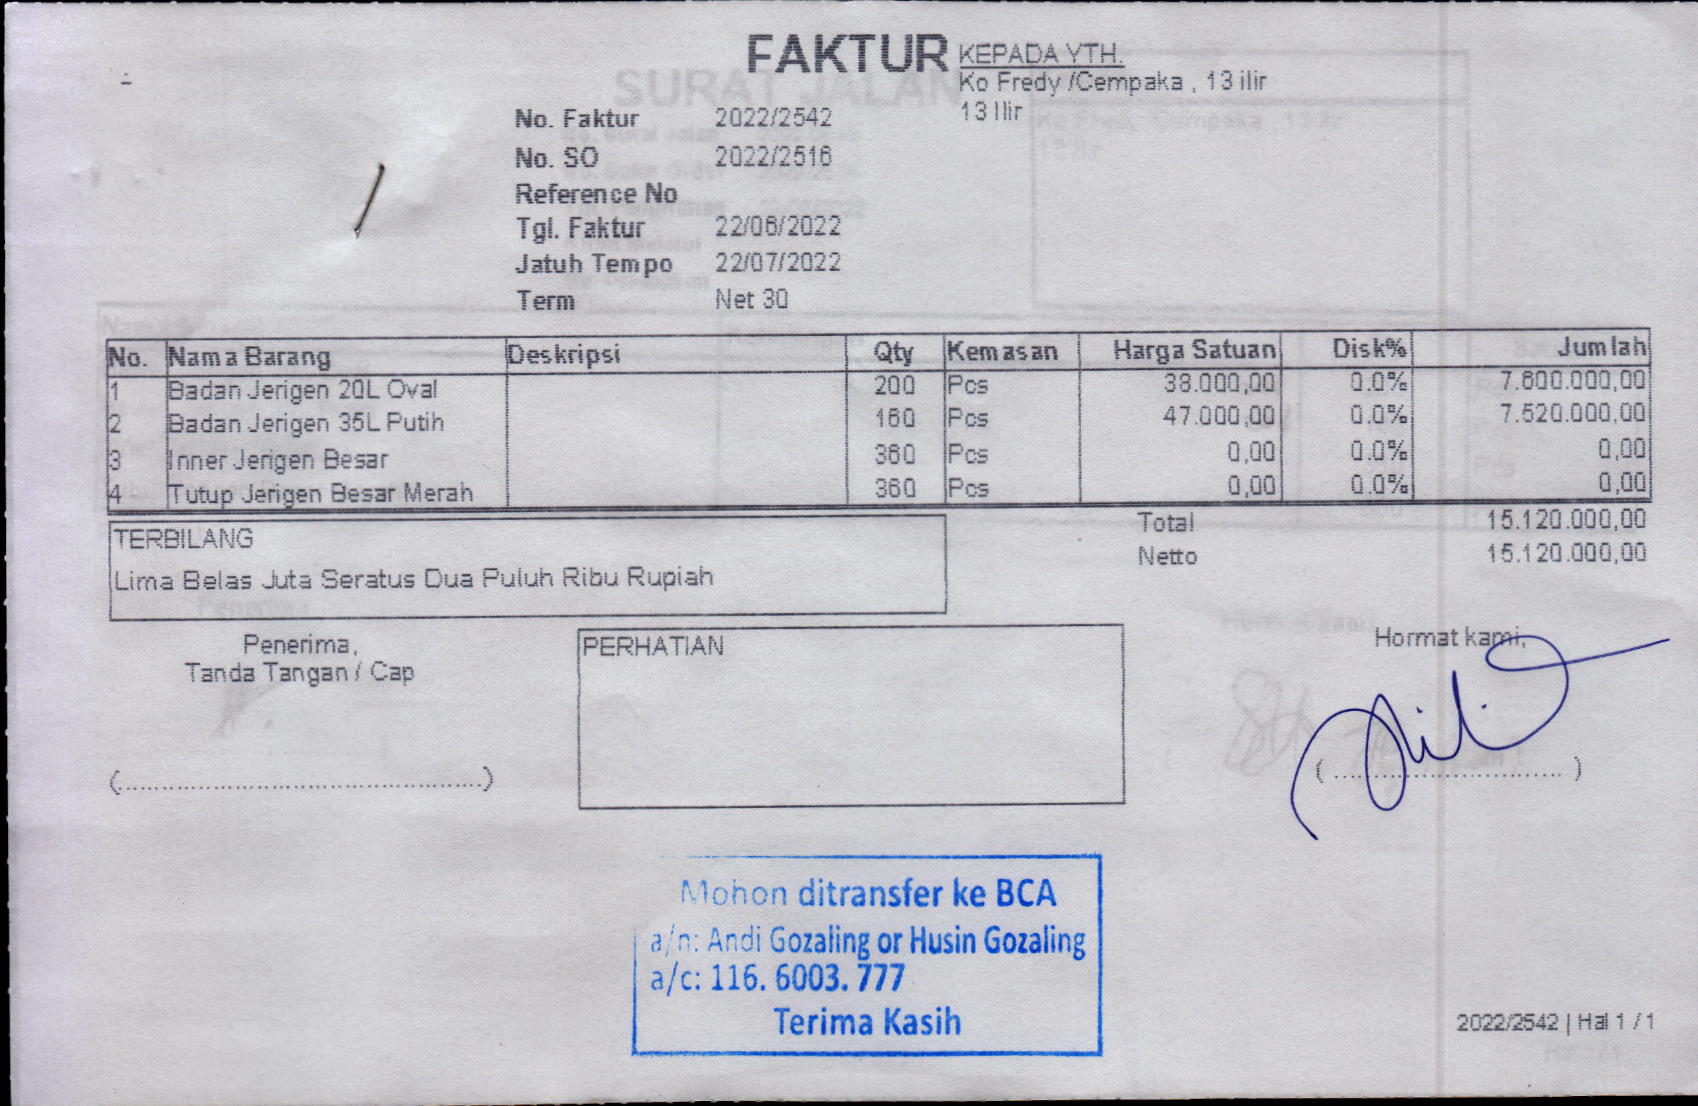 FAKTUR
KEPADA YTH.
Ko Fredy /Cempaka , 13 ilir
13 Ilir
No. Faktur 2022/2542
No. SO 2022/2516
Reference No
Tgl. Faktur 22/06/2022
Jatuh Tempo 22/07/2022
Term Net 30
No. Nama Barang Deskripsi Qty Kemasan Harga Satuan Disk% Jumlah
1 Badan Jerigen 20L Oval 200 Pcs 38.000,00 0.0% 7.600.000,00
2 Badan Jerigen 35L Putih 160 Pcs 47.000,00 0.0% 7.520.000,00
3 Inner Jerigen Besar 360 Pcs 0,00 0.0% 0,00
4 Tutup Jerigen Besar Merah 360 Pcs 0,00 0.0% 0,00
Total 15.120.000,00
Netto 15.120.000,00
TERBILANG
Lima Belas Juta Seratus Dua Puluh Ribu Rupiah
Penerima,
Tanda Tangan / Cap
PERHATIAN
Hormat kami,
Mohon ditransfer ke BCA
a/n: Andi Gozaling or Husin Gozaling
a/c: 116. 6003. 777
Terima Kasih
2022/2542 | Hal 1 / 1
SURAT JALAN